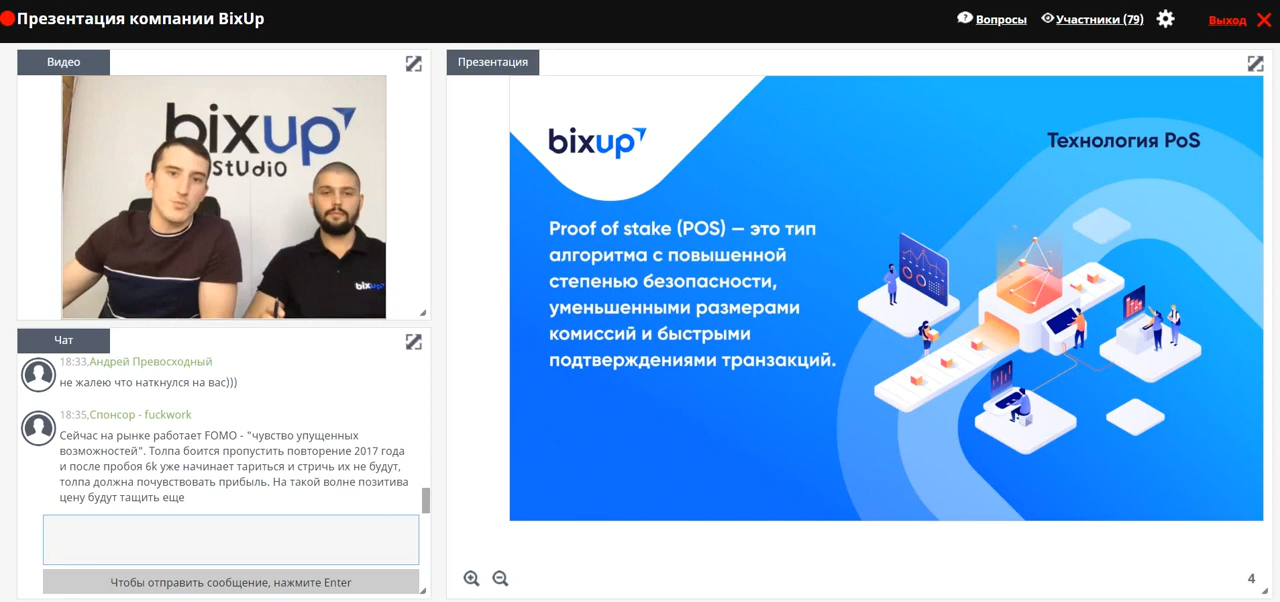 Презентация компании BixUp
Вопросы
Участники (79)
Выход
Видео
bixup
studio
bixup
Чат
18:33,Андрей Превосходный
не жалею что наткнулся на вас)))
18:35,Спонсор - fuckwork
Сейчас на рынке работает FOMO - "чувство упущенных
возможностей". Толпа боится пропустить повторение 2017 года
и после пробоя 6k уже начинает тариться и стричь их не будут,
толпа должна почувствовать прибыль. На такой волне позитива
цену будут тащить еще
Чтобы отправить сообщение, нажмите Enter
Презентация
bixup
Технология PoS
Proof of stake (POS) — это тип
алгоритма с повышенной
степенью безопасности,
уменьшенными размерами
комиссий и быстрыми
подтверждениями транзакций.
4